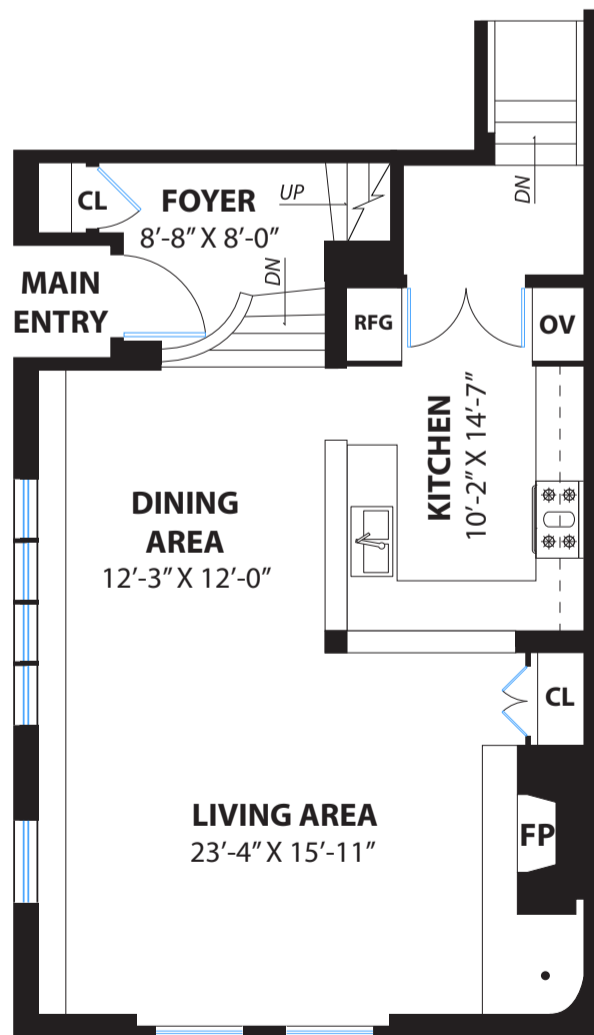 CL
FOYER
8’-8” X 8’-0”
UP
DN
DN
MAIN
ENTRY
RFG
OV
KITCHEN
10’-2” X 14’-7”
DINING
AREA
12’-3” X 12’-0”
CL
LIVING AREA
23’-4” X 15’-11”
FP